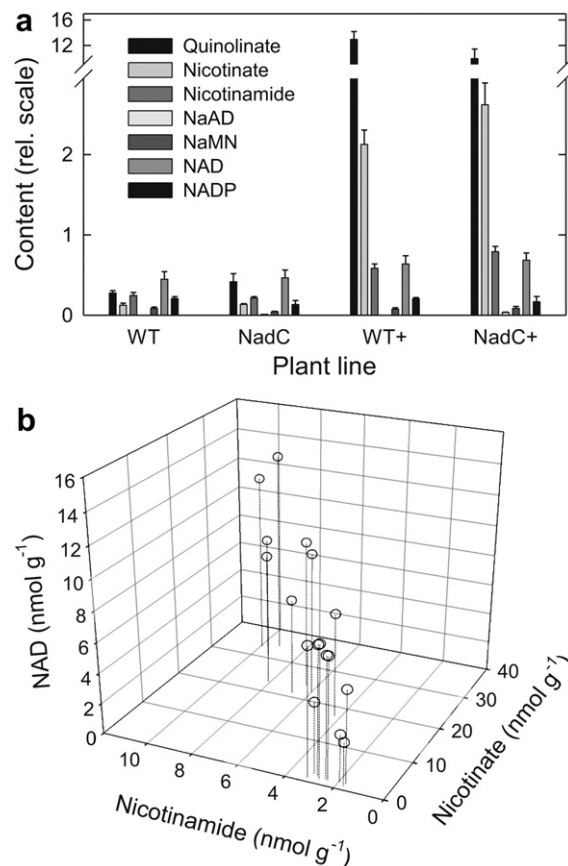 a
16
12
2
1
0
Content (rel. scale)
Quinolinate
Nicotinate
Nicotinamide
NaAD
NaMN
NAD
NADP
WT NadC WT+ NadC+
Plant line
b
16
14
12
10
8
6
4
2
0
NAD (nmol g⁻¹)
10 8 6 4 2 0
Nicotinamide (nmol g⁻¹)
40
30
20
10
0
Nicotinate (nmol g⁻¹)